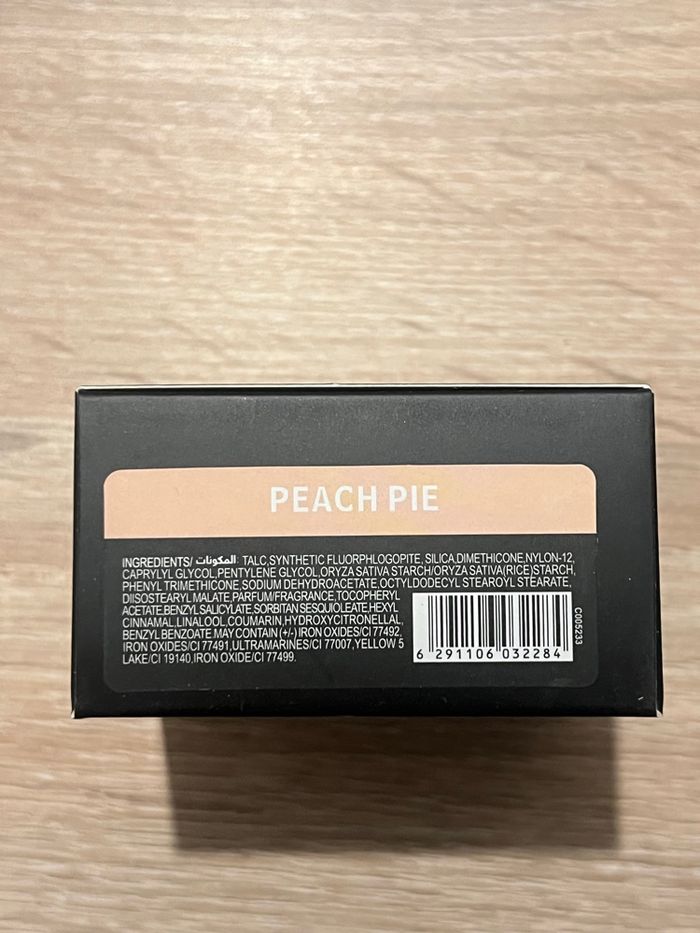 PEACH PIE
INGREDIENTS/ المكونات: TALC,SYNTHETIC FLUORPHLOGOPITE, SILICA,DIMETHICONE,NYLON-12,
CAPRYLYL GLYCOL,PENTYLENE GLYCOL,ORYZA SATIVA STARCH/ORYZA SATIVA(RICE)STARCH,
PHENYL TRIMETHICONE,SODIUM DEHYDROACETATE, OCTYLDODECYL STEAROYL STEARATE,
DIISOSTEARYL MALATE,PARFUM/FRAGRANCE,TOCOPHERYL
ACETATE,BENZYL SALICYLATE,SORBITAN SESQUIOLEATE,HEXYL
CINNAMAL,LINALOOL,COUMARIN,HYDROXYCITRONELLAL,
BENZYL BENZOATE.MAY CONTAIN (+/-) IRON OXIDES/CI 77492,
IRON OXIDES/CI 77491,ULTRAMARINES/CI 77007,YELLOW 5
LAKE/CI 19140,IRON OXIDE/CI 77499.
6 291106 032284
C005233